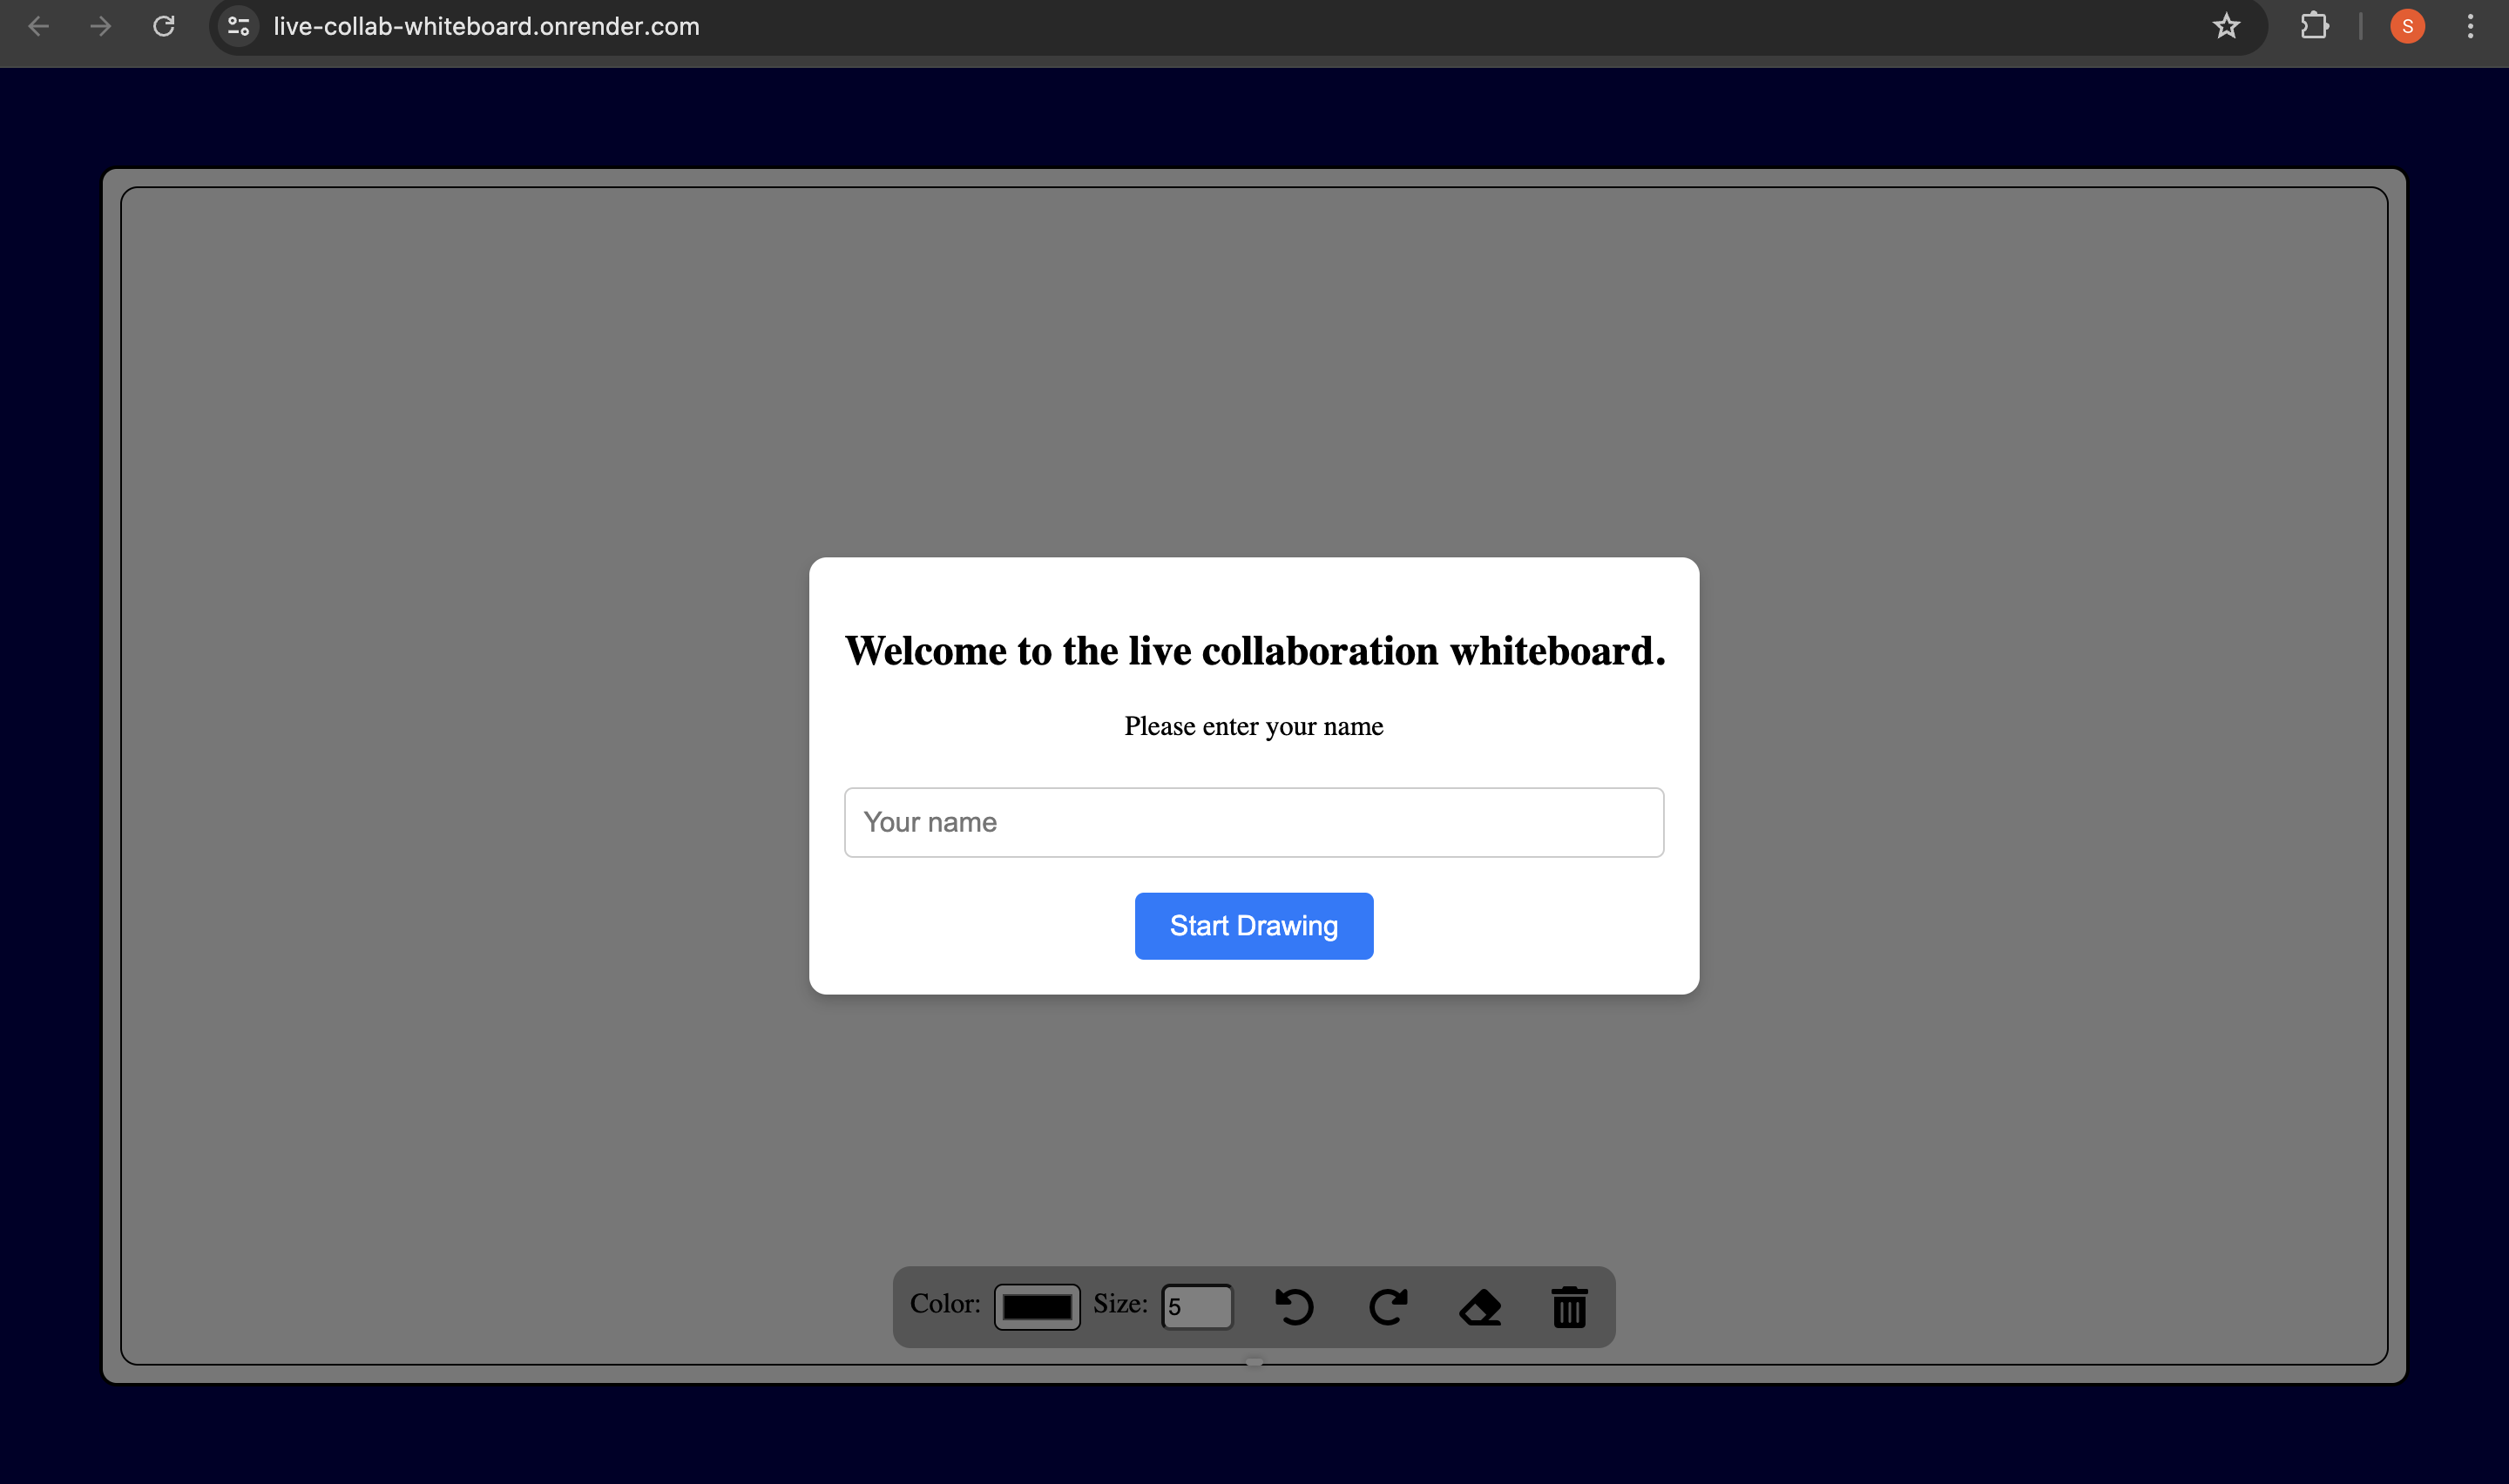 live-collab-whiteboard.onrender.com
S
Welcome to the live collaboration whiteboard.
Please enter your name
Your name
Start Drawing
Color: Size: 5